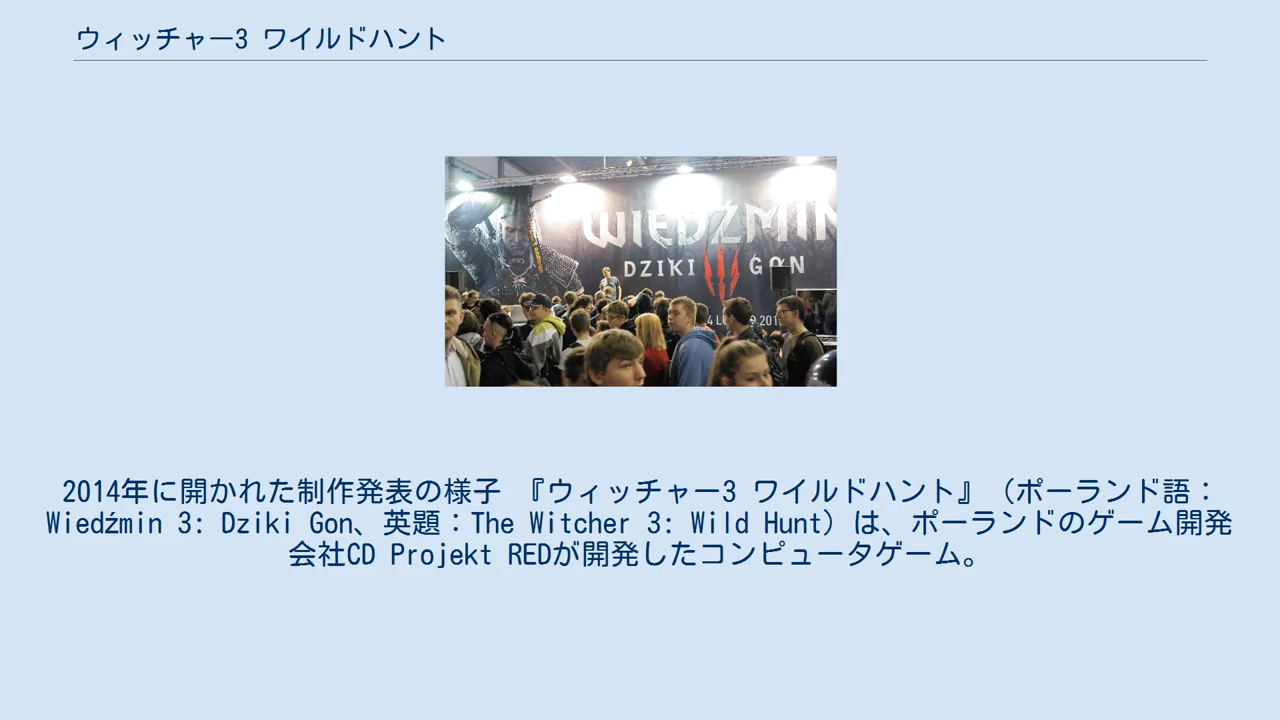 ウィッチャー3 ワイルドハント
WIEDŹMIN
DZIKI GON
2014年に開かれた制作発表の様子 『ウィッチャー3 ワイルドハント』（ポーランド語：
Wiedźmin 3: Dziki Gon、英題：The Witcher 3: Wild Hunt）は、ポーランドのゲーム開発
会社CD Projekt REDが開発したコンピュータゲーム。